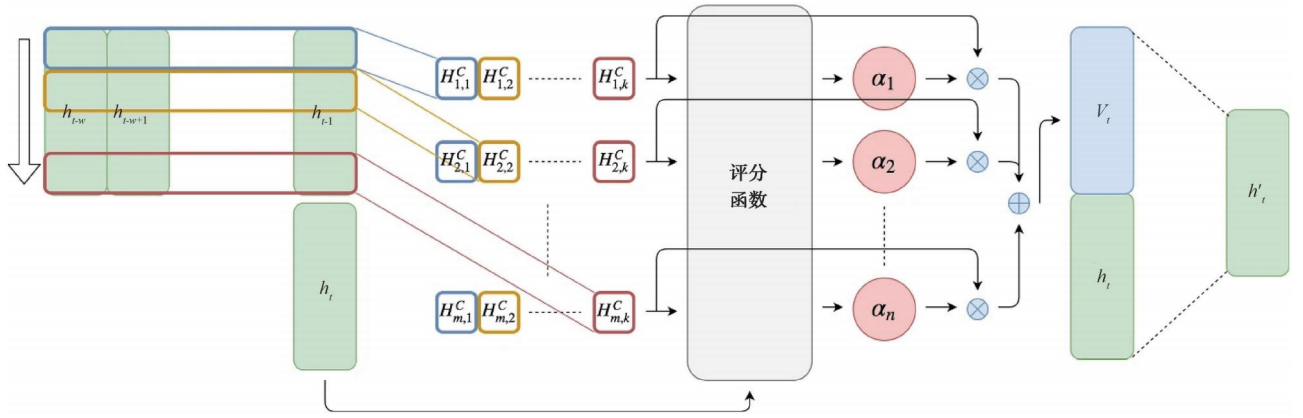 h_{t-w} h_{t-w+1} h_{t-1}
h_t
H^C_{1,1} H^C_{1,2} H^C_{1,k}
H^C_{2,1} H^C_{2,2} H^C_{2,k}
H^C_{m,1} H^C_{m,2} H^C_{m,k}
评分
函数
α_1
α_2
α_n
V_t
h_t
h'_t